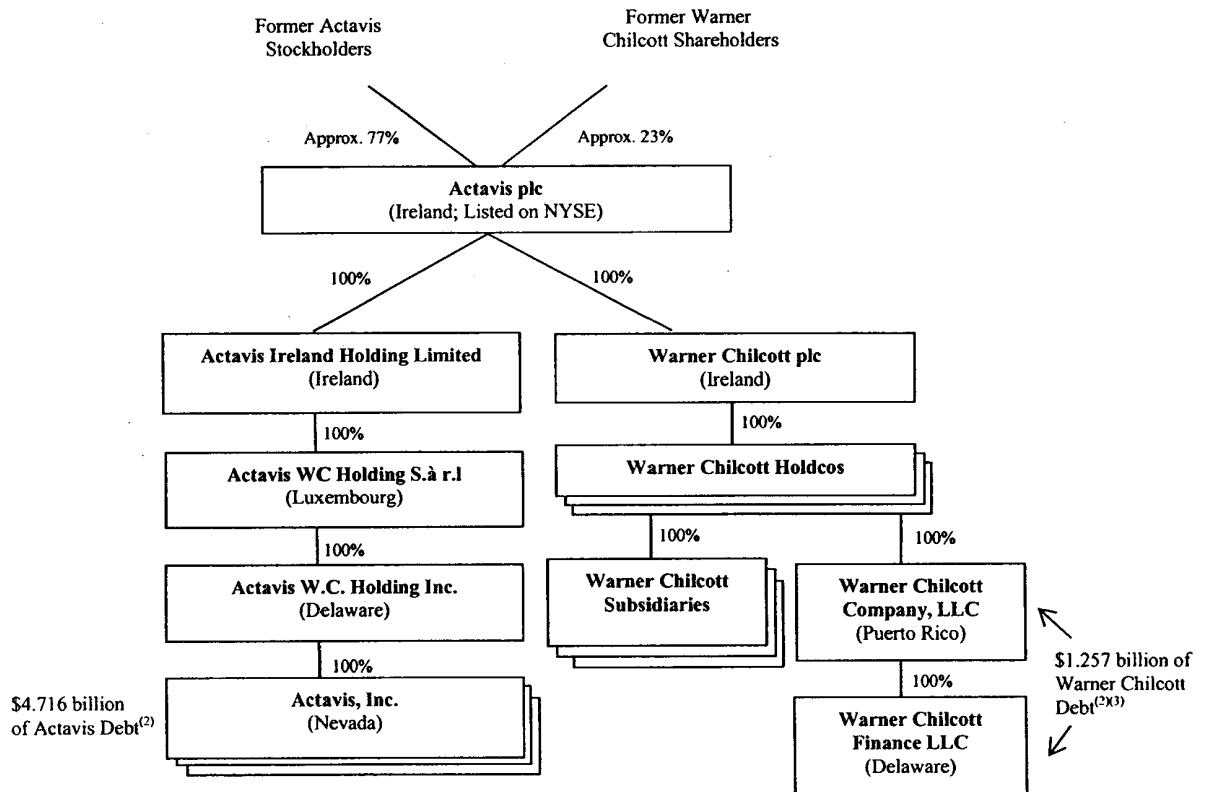 Former Actavis
Stockholders
Former Warner
Chilcott Shareholders
Approx. 77%
Approx. 23%
Actavis plc
(Ireland; Listed on NYSE)
100%
100%
Actavis Ireland Holding Limited
(Ireland)
Warner Chilcott plc
(Ireland)
100%
100%
Actavis WC Holding S.à r.l
(Luxembourg)
Warner Chilcott Holdcos
100%
100%
100%
Actavis W.C. Holding Inc.
(Delaware)
Warner Chilcott
Subsidiaries
Warner Chilcott
Company, LLC
(Puerto Rico)
100%
100%
$4.716 billion
of Actavis Debt(2)
Actavis, Inc.
(Nevada)
$1.257 billion of
Warner Chilcott
Debt(2)(3)
Warner Chilcott
Finance LLC
(Delaware)